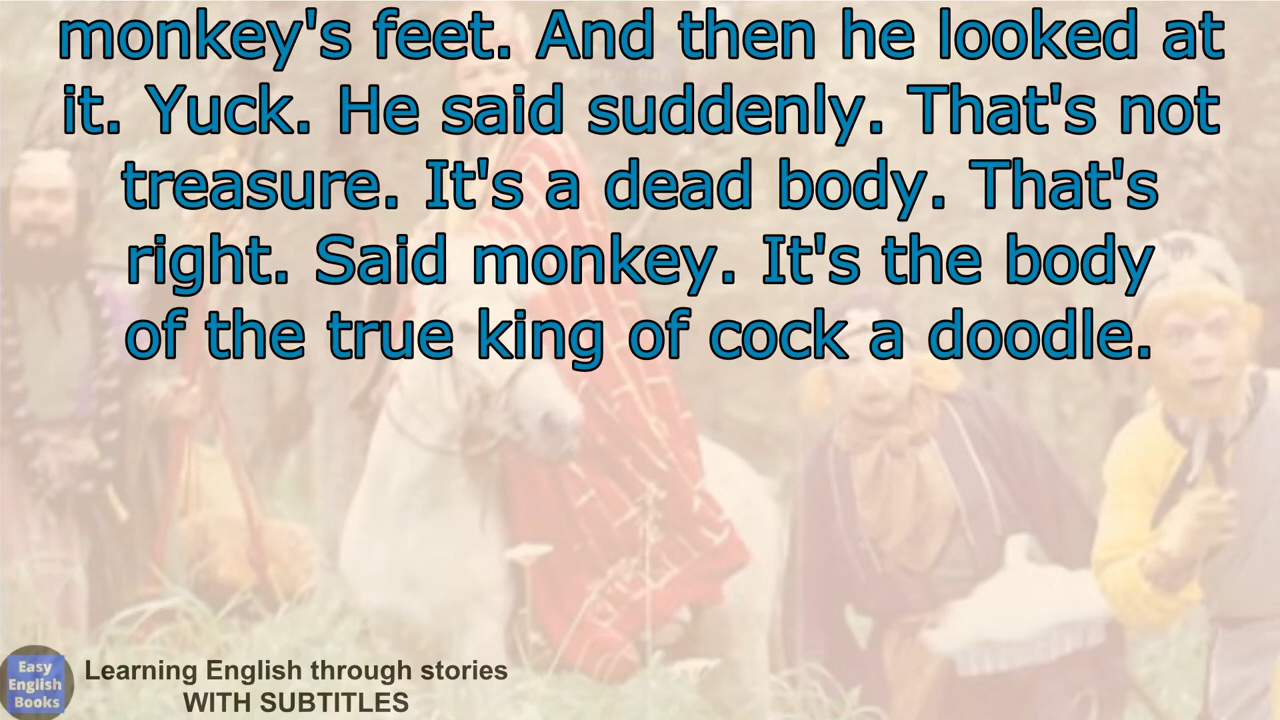 monkey's feet. And then he looked at
it. Yuck. He said suddenly. That's not
treasure. It's a dead body. That's
right. Said monkey. It's the body
of the true king of cock a doodle.
Easy
English
Books
Learning English through stories
WITH SUBTITLES